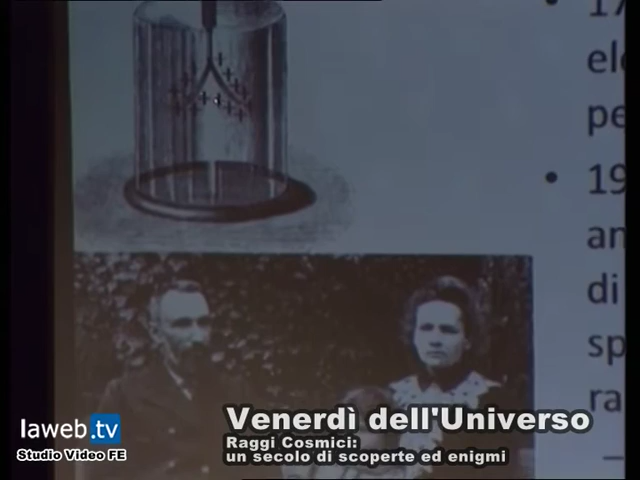 • 17
ele
pe
• 19
an
di
sp
ra
Venerdì dell'Universo
Raggi Cosmici:
un secolo di scoperte ed enigmi
laweb.tv
Studio Video FE